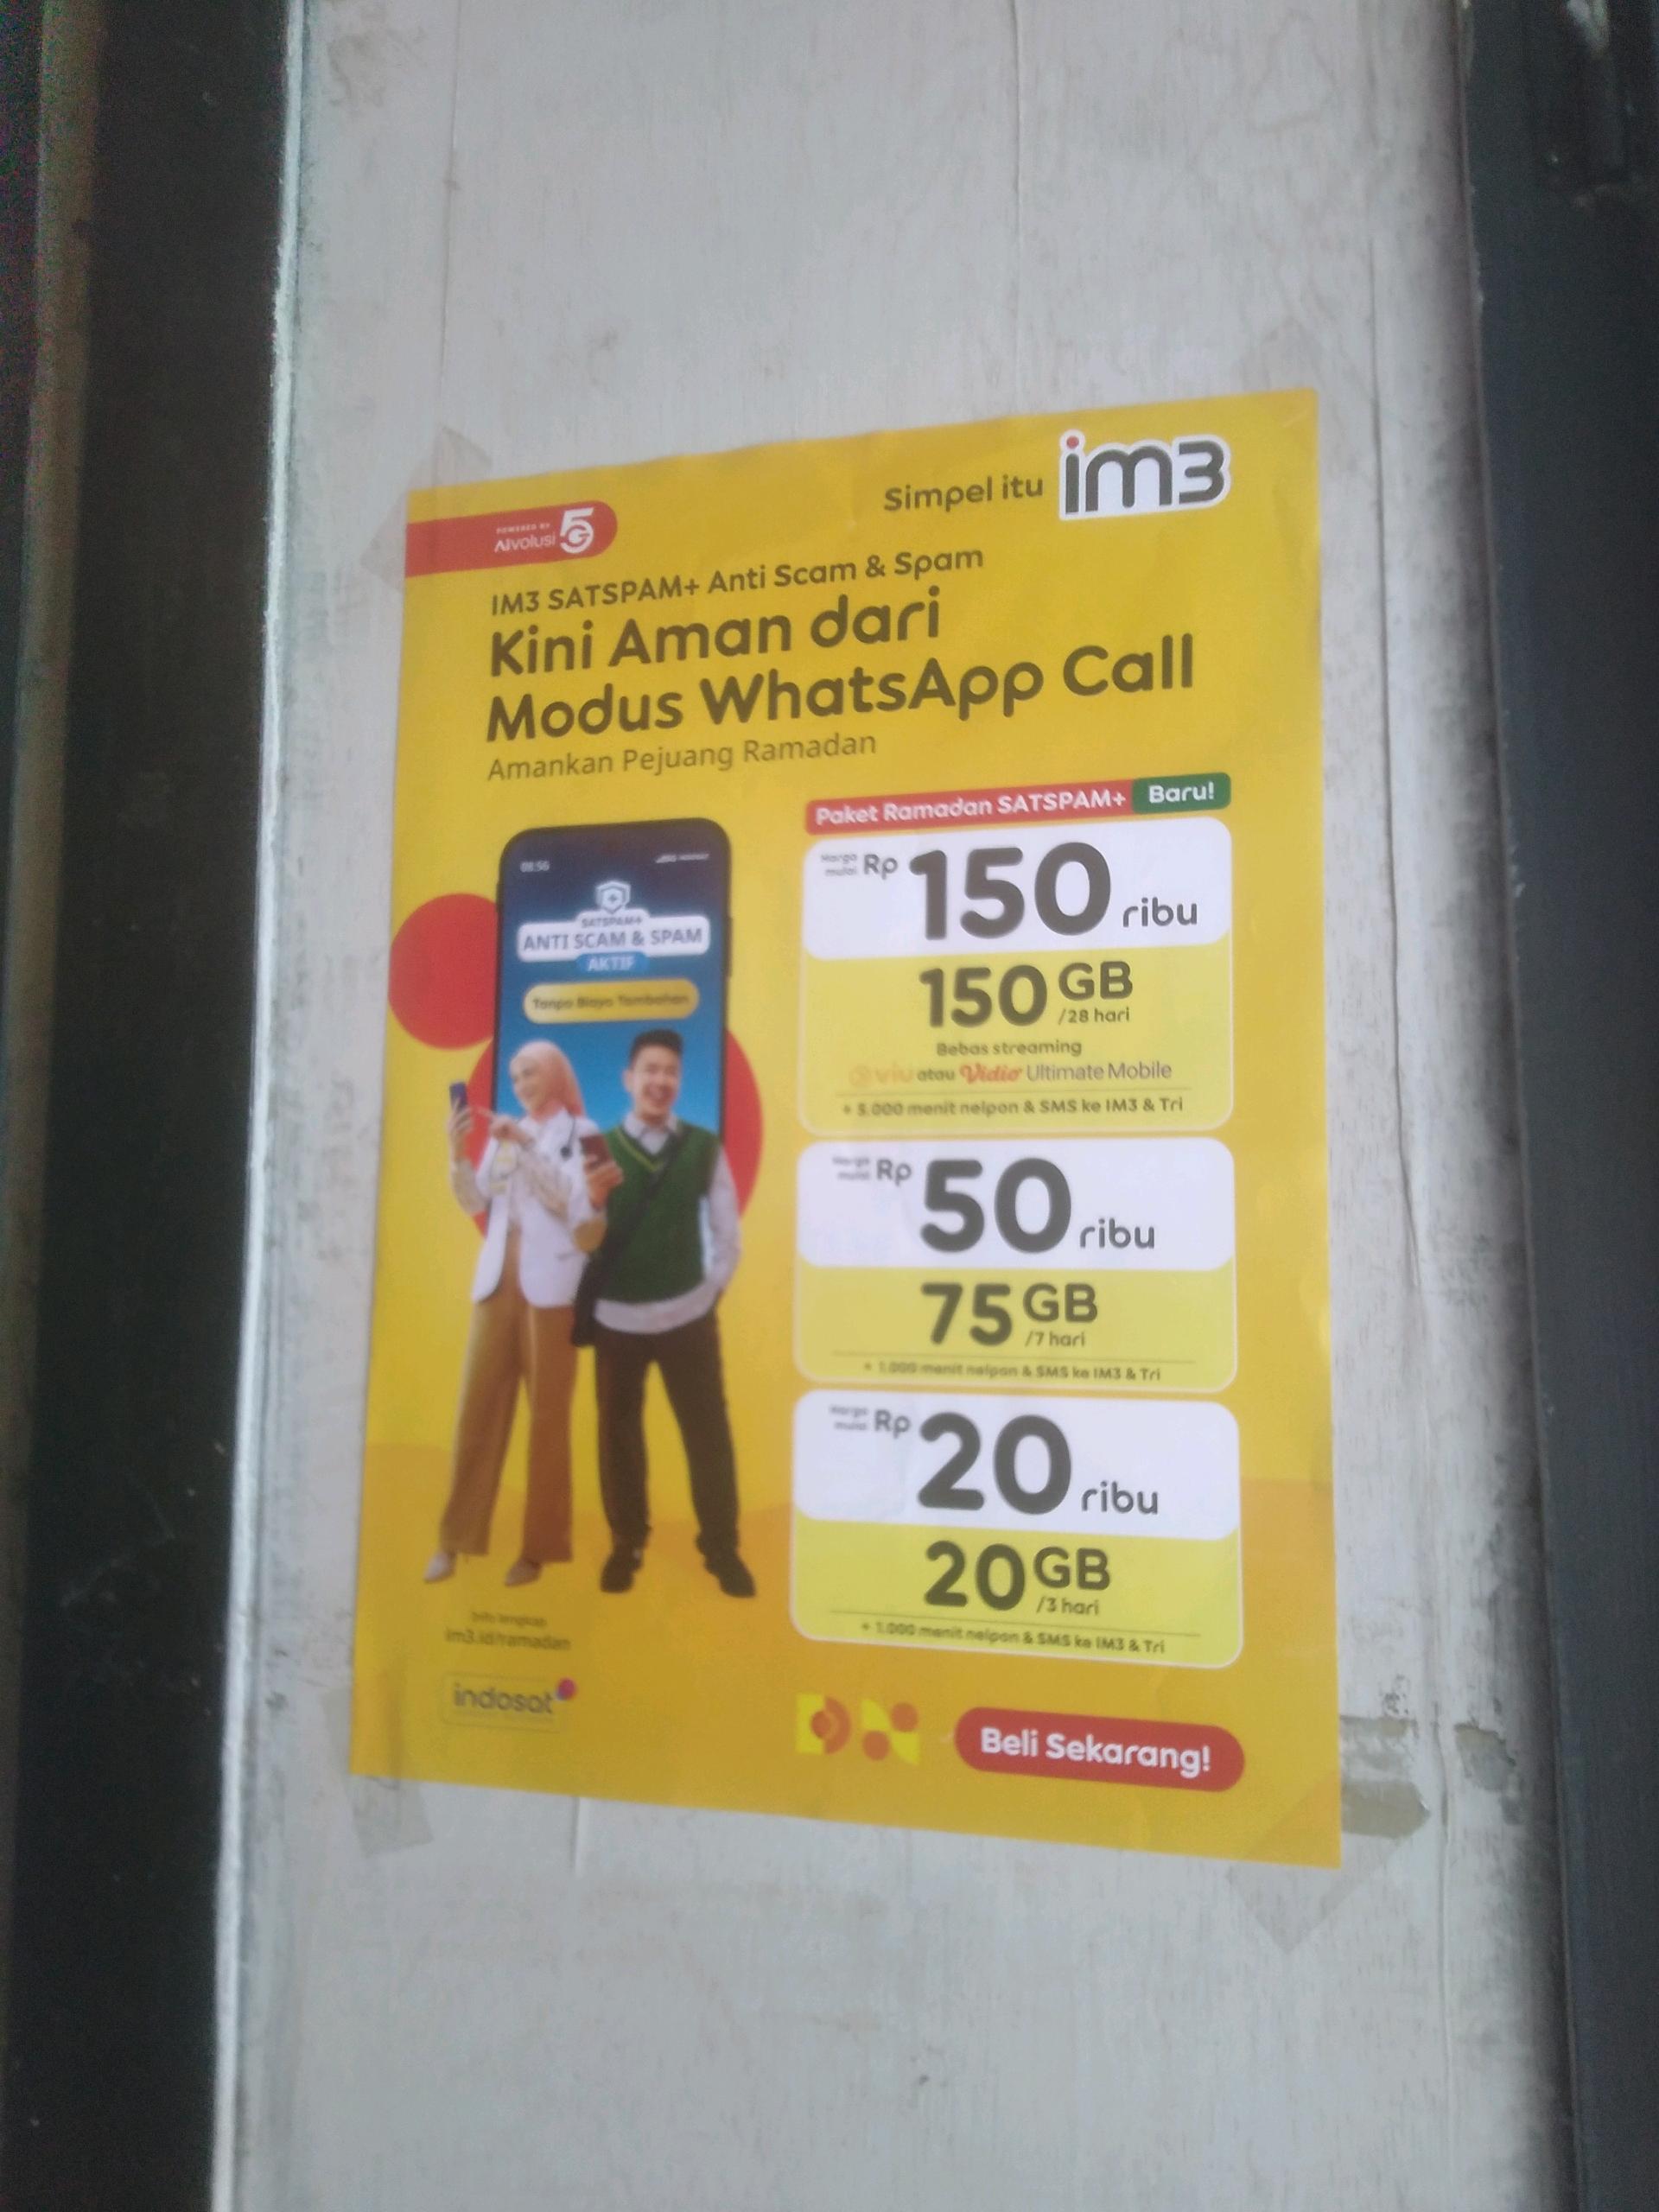 Simpel itu im3
POWERED BY
AIvolusi 5G
IM3 SATSPAM+ Anti Scam & Spam
Kini Aman dari
Modus WhatsApp Call
Amankan Pejuang Ramadan
Paket Ramadan SATSPAM+ Baru!
08:56
SATSPAM+
ANTI SCAM & SPAM
AKTIF
Tanpa Biaya Tambahan
Harga mulai Rp 150 ribu
150 GB
/28 hari
Bebas streaming
viu atau Vidio Ultimate Mobile
+ 5.000 menit nelpon & SMS ke IM3 & Tri
Harga mulai Rp 50 ribu
75 GB
/7 hari
+ 1.000 menit nelpon & SMS ke IM3 & Tri
Harga mulai Rp 20 ribu
20 GB
/3 hari
+ 1.000 menit nelpon & SMS ke IM3 & Tri
Info lengkap
im3.id/ramadan
indosat
Beli Sekarang!